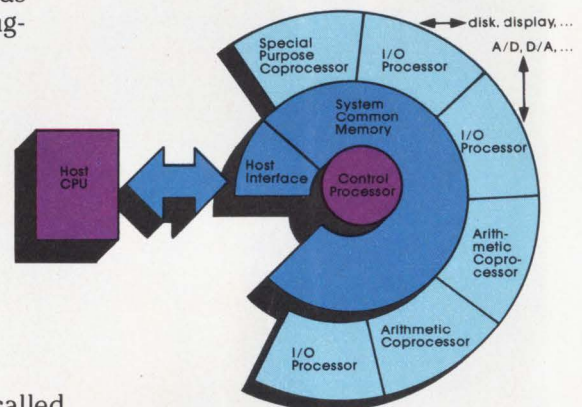 ug-
Special
Purpose
Coprocessor
I/O
Processor
disk, display, ...
A/D, D/A, ...
System
Common
Memory
I/O
Processor
Host
CPU
Host
Interface
Control
Processor
Arith-
metic
Copro-
cessor
I/O
Processor
Arithmetic
Coprocessor
called